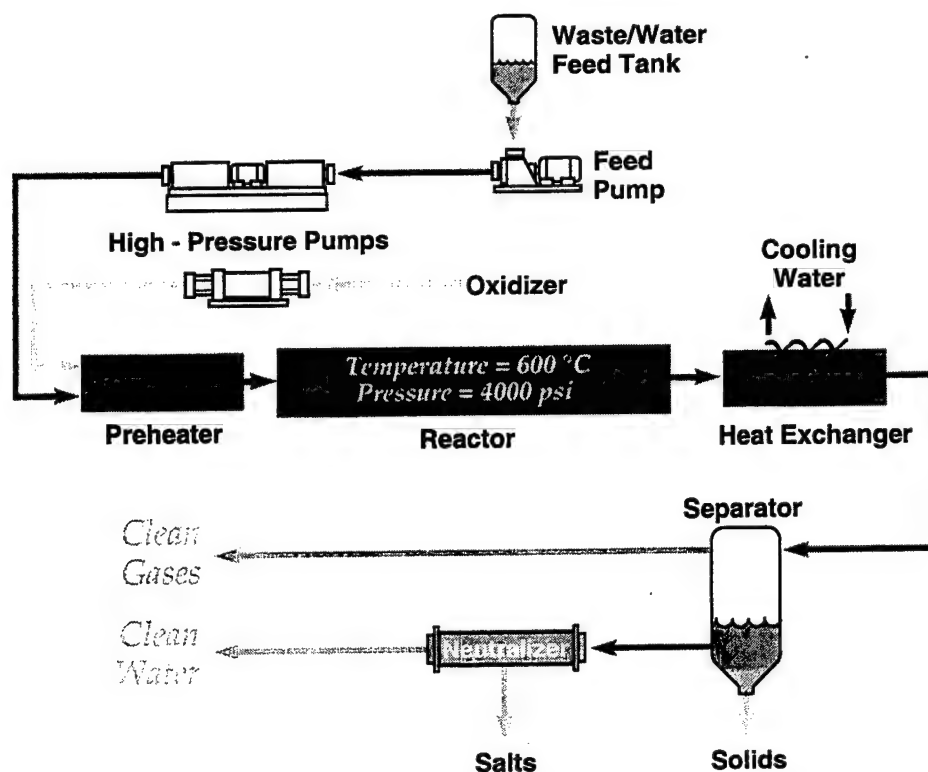 Waste/Water
Feed Tank
Feed
Pump
High - Pressure Pumps
Oxidizer
Cooling
Water
Temperature = 600 °C
Pressure = 4000 psi
Preheater
Reactor
Heat Exchanger
Separator
Clean
Gases
Clean
Water
Neutralizer
Salts
Solids